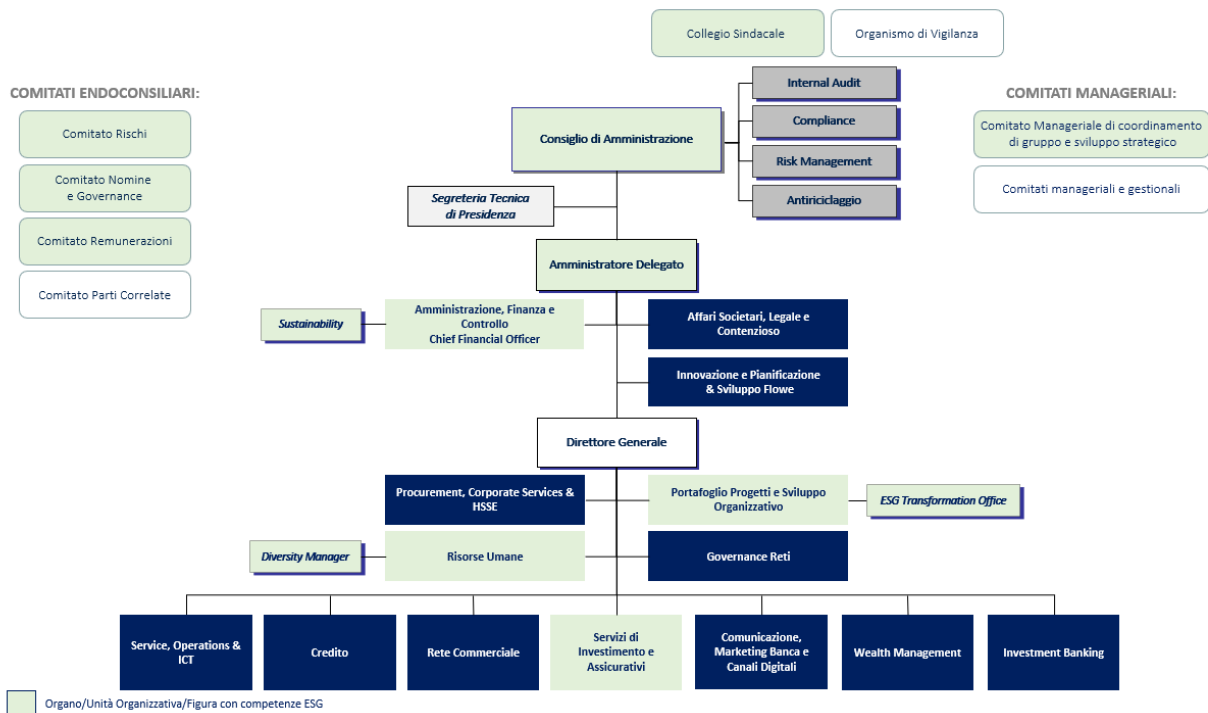 Collegio Sindacale
Organismo di Vigilanza
COMITATI ENDOCONSILIARI:
Comitato Rischi
Comitato Nomine
e Governance
Comitato Remunerazioni
Comitato Parti Correlate
Consiglio di Amministrazione
Internal Audit
Compliance
Risk Management
Antiriciclaggio
COMITATI MANAGERIALI:
Comitato Manageriale di coordinamento
di gruppo e sviluppo strategico
Comitati manageriali e gestionali
Segreteria Tecnica
di Presidenza
Amministratore Delegato
Sustainability
Amministrazione, Finanza e
Controllo
Chief Financial Officer
Affari Societari, Legale e
Contenzioso
Innovazione e Pianificazione
& Sviluppo Flowe
Direttore Generale
Procurement, Corporate Services &
HSSE
Portafoglio Progetti e Sviluppo
Organizzativo
ESG Transformation Office
Diversity Manager
Risorse Umane
Governance Reti
Service, Operations &
ICT
Credito
Rete Commerciale
Servizi di
Investimento e
Assicurativi
Comunicazione,
Marketing Banca e
Canali Digitali
Wealth Management
Investment Banking
Organo/Unità Organizzativa/Figura con competenze ESG